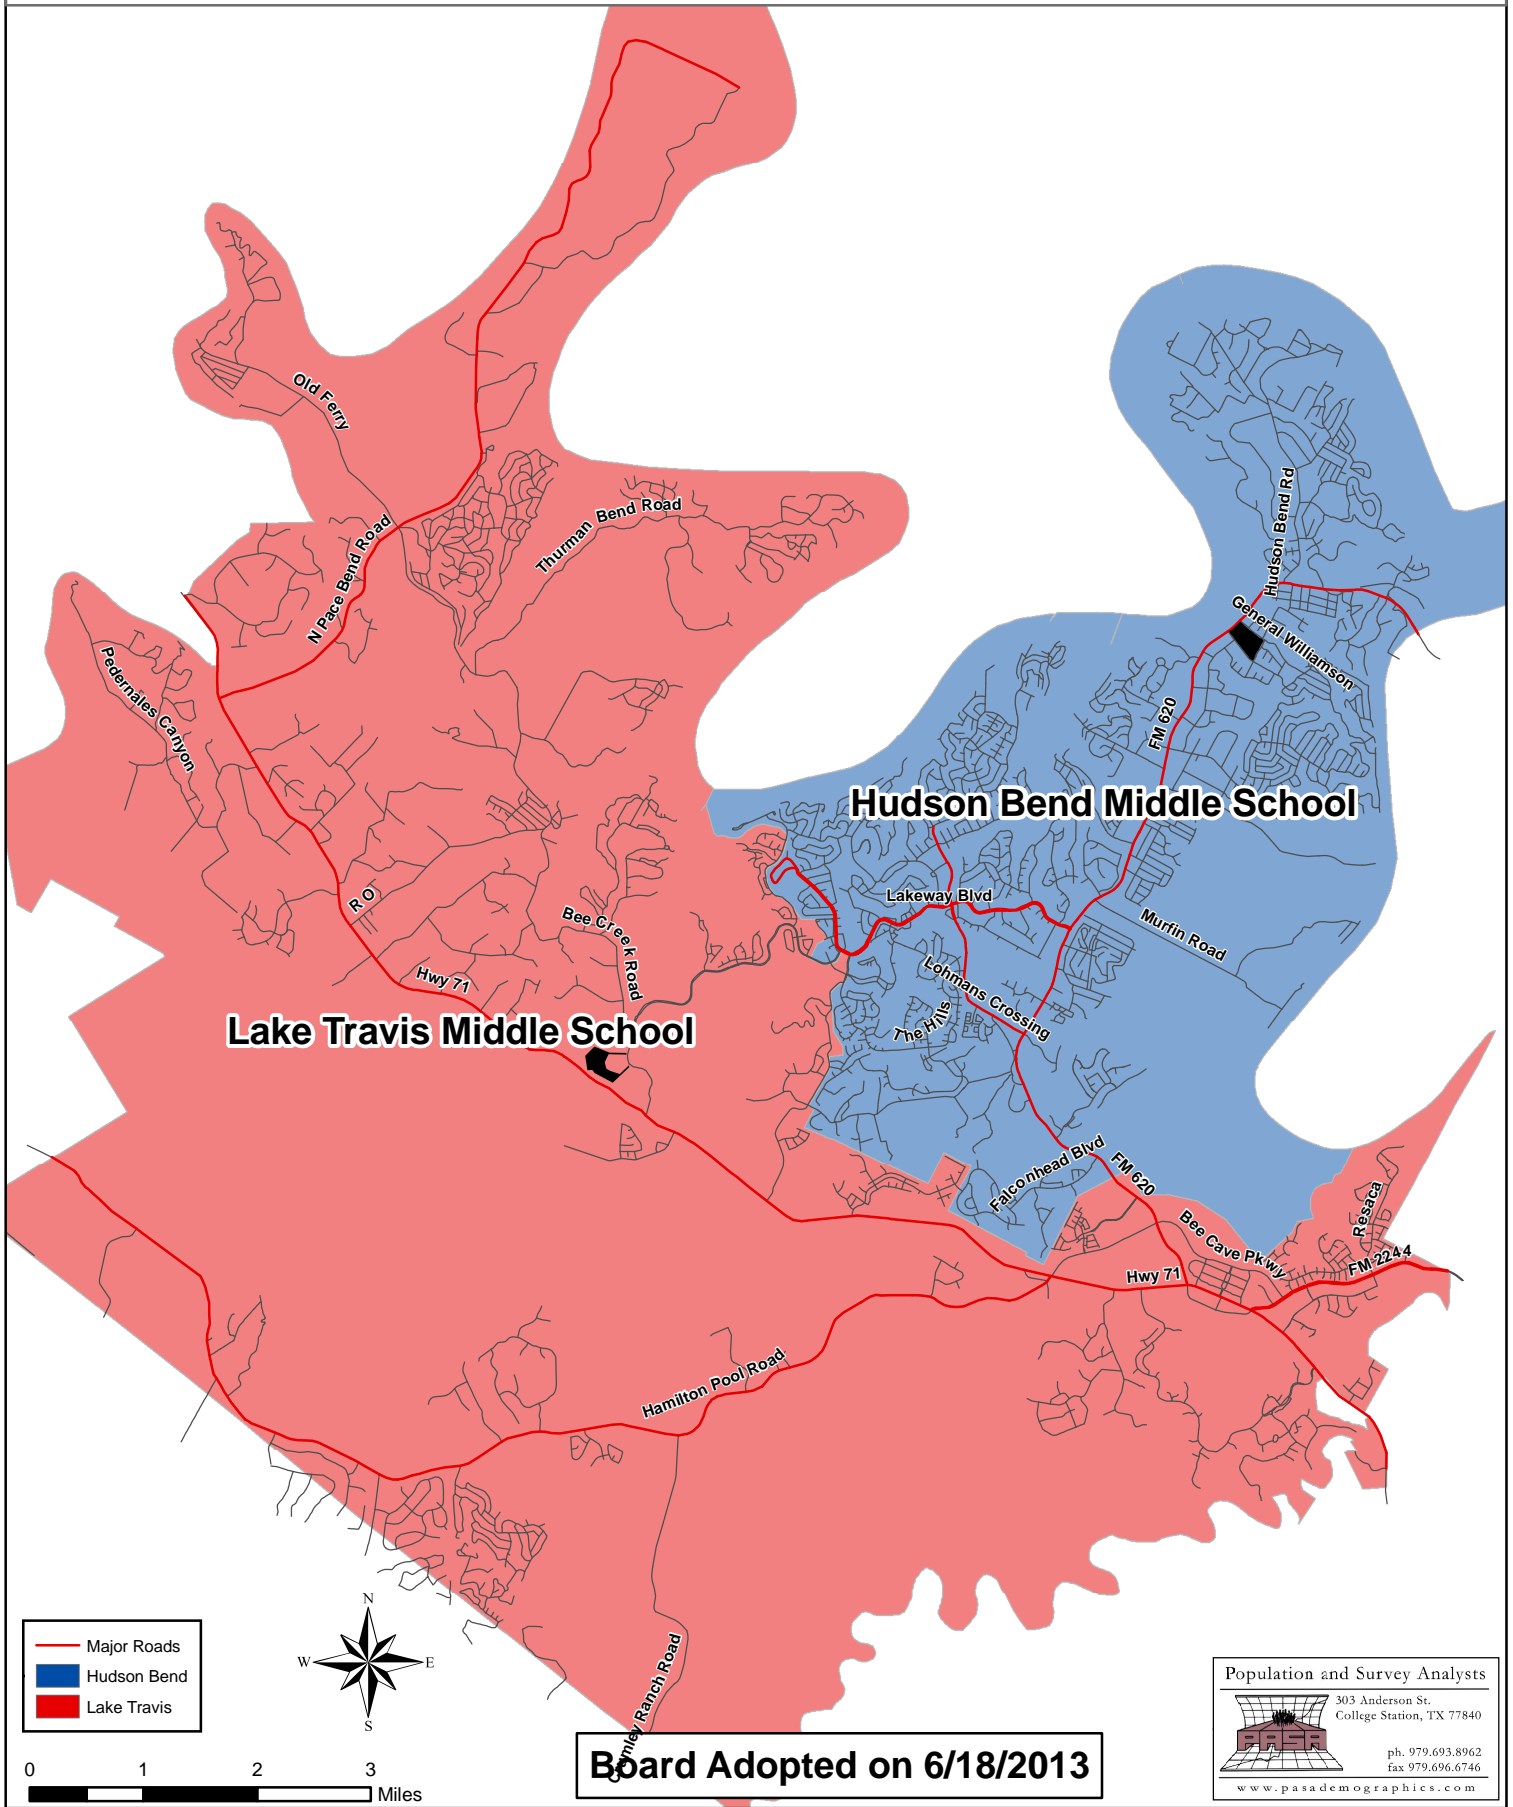 Old Ferry
Thurman Bend Road
N Pace Bend Road
Hudson Bend Rd
General Williamson
Pedernales Canyon
FM 620
Hudson Bend Middle School
R O
Lakeway Blvd
Bee Creek Road
Murfin Road
Hwy 71
Lohmans Crossing
The Hills
Lake Travis Middle School
Falconhead Blvd
FM 620
Resaca
Bee Cave Pkwy
FM 2244
Hwy 71
Hamilton Pool Road
Ranch Road
N
W
E
S
Major Roads
Hudson Bend
Lake Travis
0 1 2 3
Miles
Board Adopted on 6/18/2013
Population and Survey Analysts
303 Anderson St.
College Station, TX 77840
PASA
ph. 979.693.8962
fax 979.696.6746
www.pasademographics.com